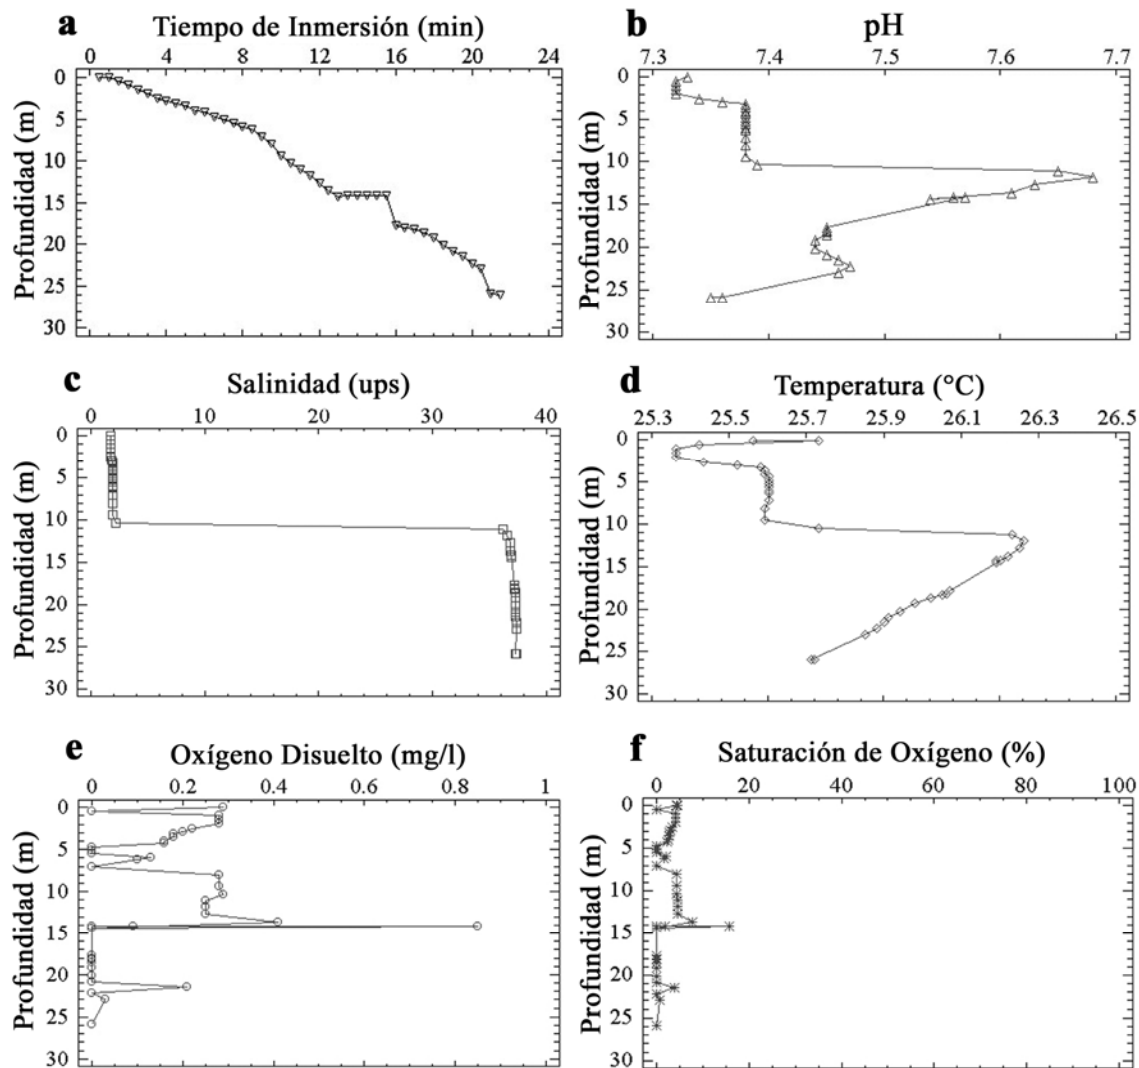 a Tiempo de Inmersión (min)
0 4 8 12 16 20 24
Profundidad (m)
0
5
10
15
20
25
30
b pH
7.3 7.4 7.5 7.6 7.7
Profundidad (m)
0
5
10
15
20
25
30
c Salinidad (ups)
0 10 20 30 40
Profundidad (m)
0
5
10
15
20
25
30
d Temperatura (°C)
25.3 25.5 25.7 25.9 26.1 26.3 26.5
Profundidad (m)
0
5
10
15
20
25
30
e Oxígeno Disuelto (mg/l)
0 0.2 0.4 0.6 0.8 1
Profundidad (m)
0
5
10
15
20
25
30
f Saturación de Oxígeno (%)
0 20 40 60 80 100
Profundidad (m)
0
5
10
15
20
25
30